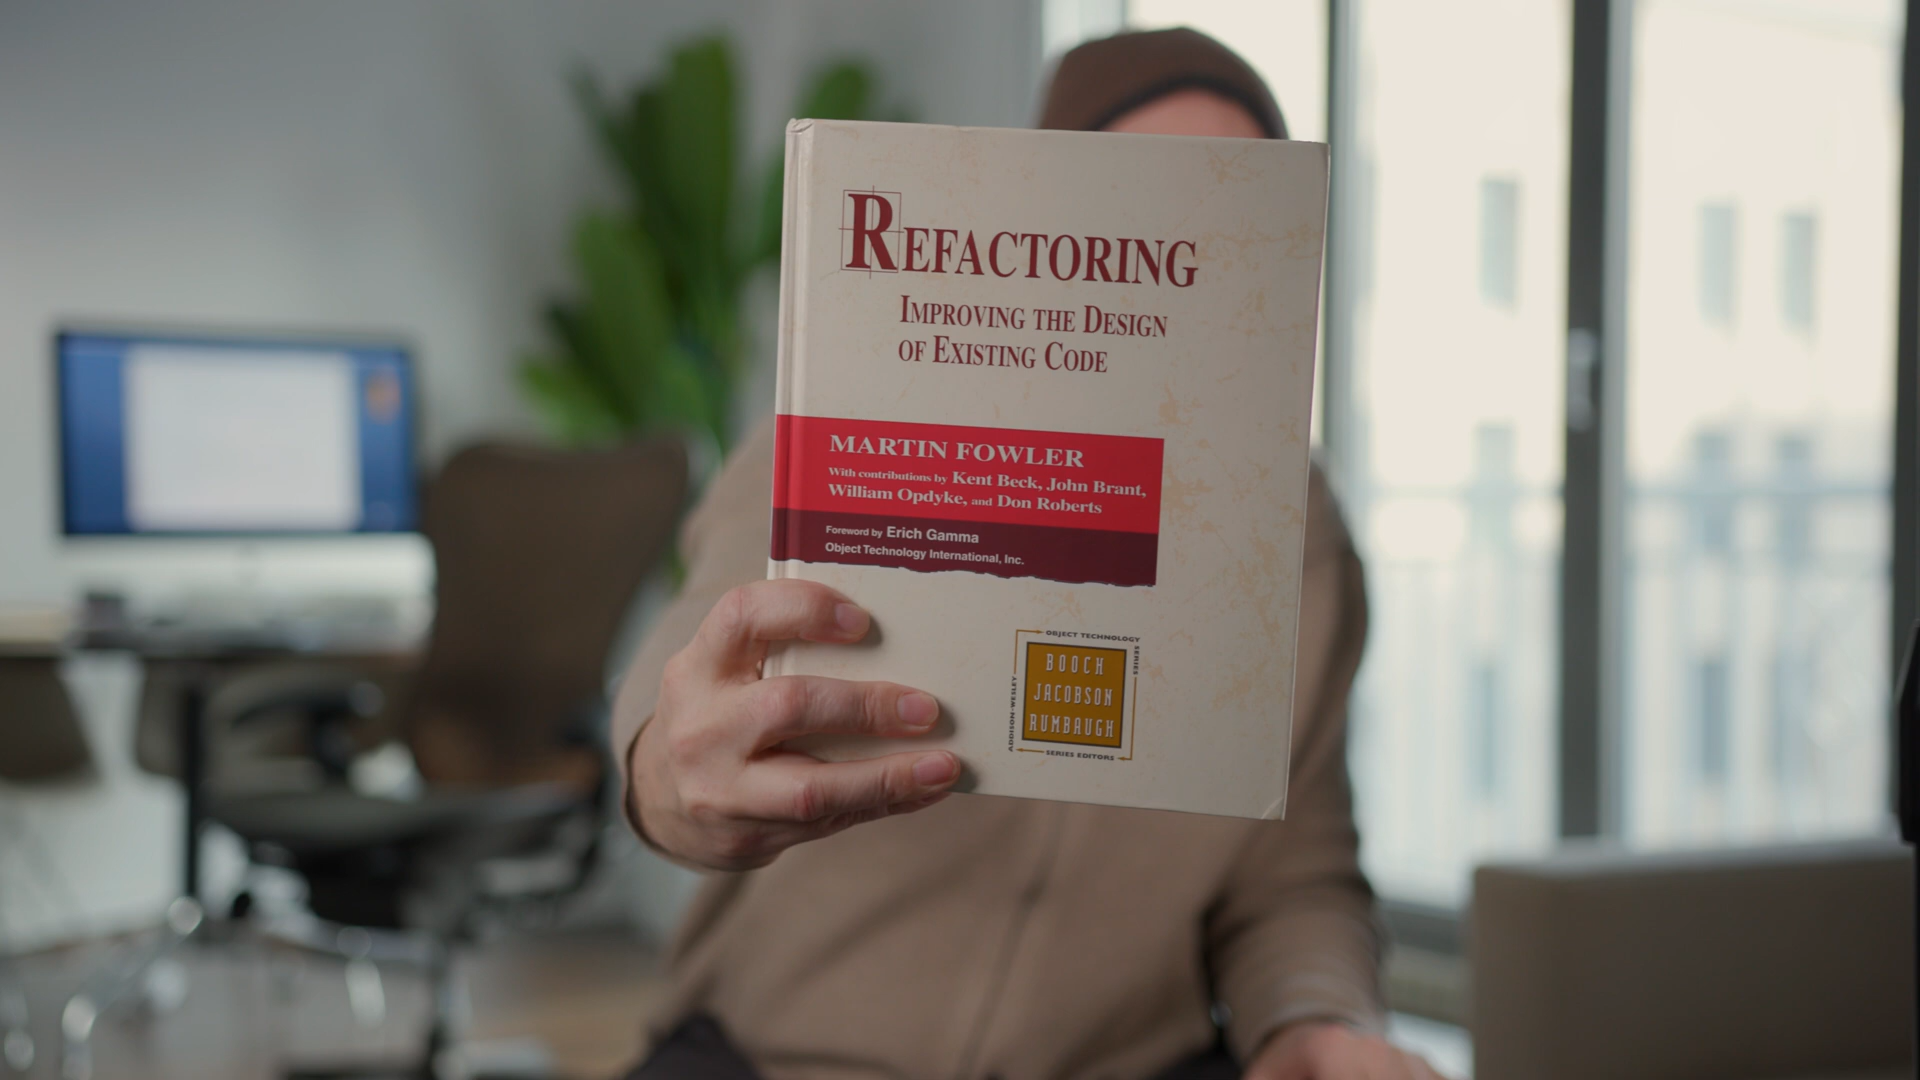 REFACTORING
IMPROVING THE DESIGN
OF EXISTING CODE
MARTIN FOWLER
With contributions by Kent Beck, John Brant,
William Opdyke, and Don Roberts
Foreword by Erich Gamma
Object Technology International, Inc.
OBJECT TECHNOLOGY
SERIES
BOOCH
JACOBSON
RUMBAUGH
ADDISON-WESLEY
SERIES EDITORS